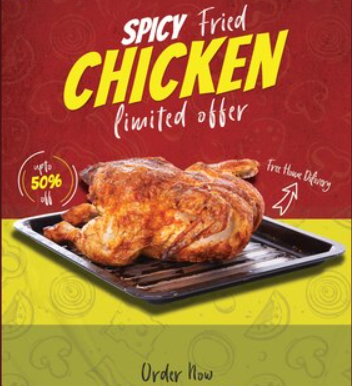 SPICY Fried
CHICKEN
limited offer
upto
50%
off
Free Home Delivery
Order Now